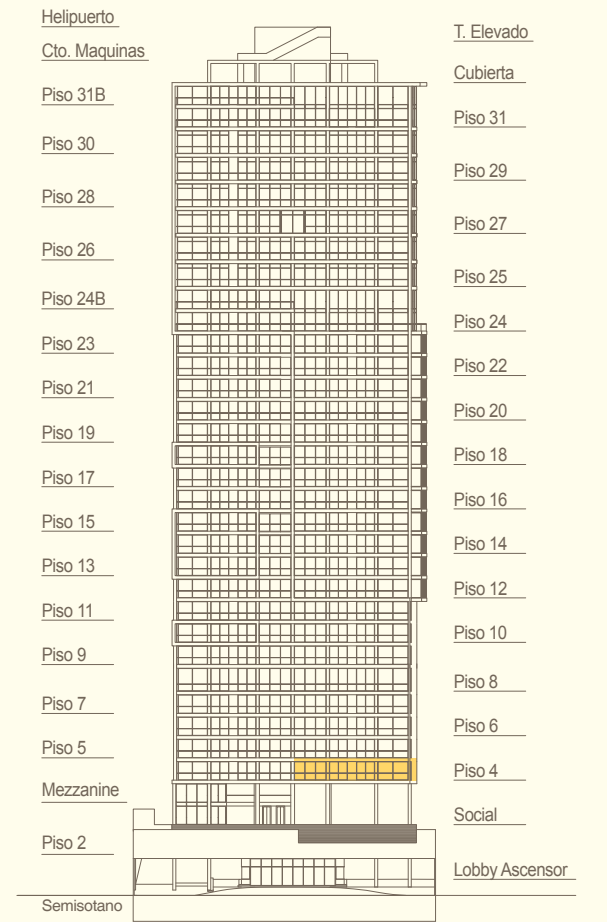 Helipuerto
T. Elevado
Cto. Maquinas
Cubierta
Piso 31B
Piso 31
Piso 30
Piso 29
Piso 28
Piso 27
Piso 26
Piso 25
Piso 24B
Piso 24
Piso 23
Piso 22
Piso 21
Piso 20
Piso 19
Piso 18
Piso 17
Piso 16
Piso 15
Piso 14
Piso 13
Piso 12
Piso 11
Piso 10
Piso 9
Piso 8
Piso 7
Piso 6
Piso 5
Piso 4
Mezzanine
Social
Piso 2
Lobby Ascensor
Semisotano